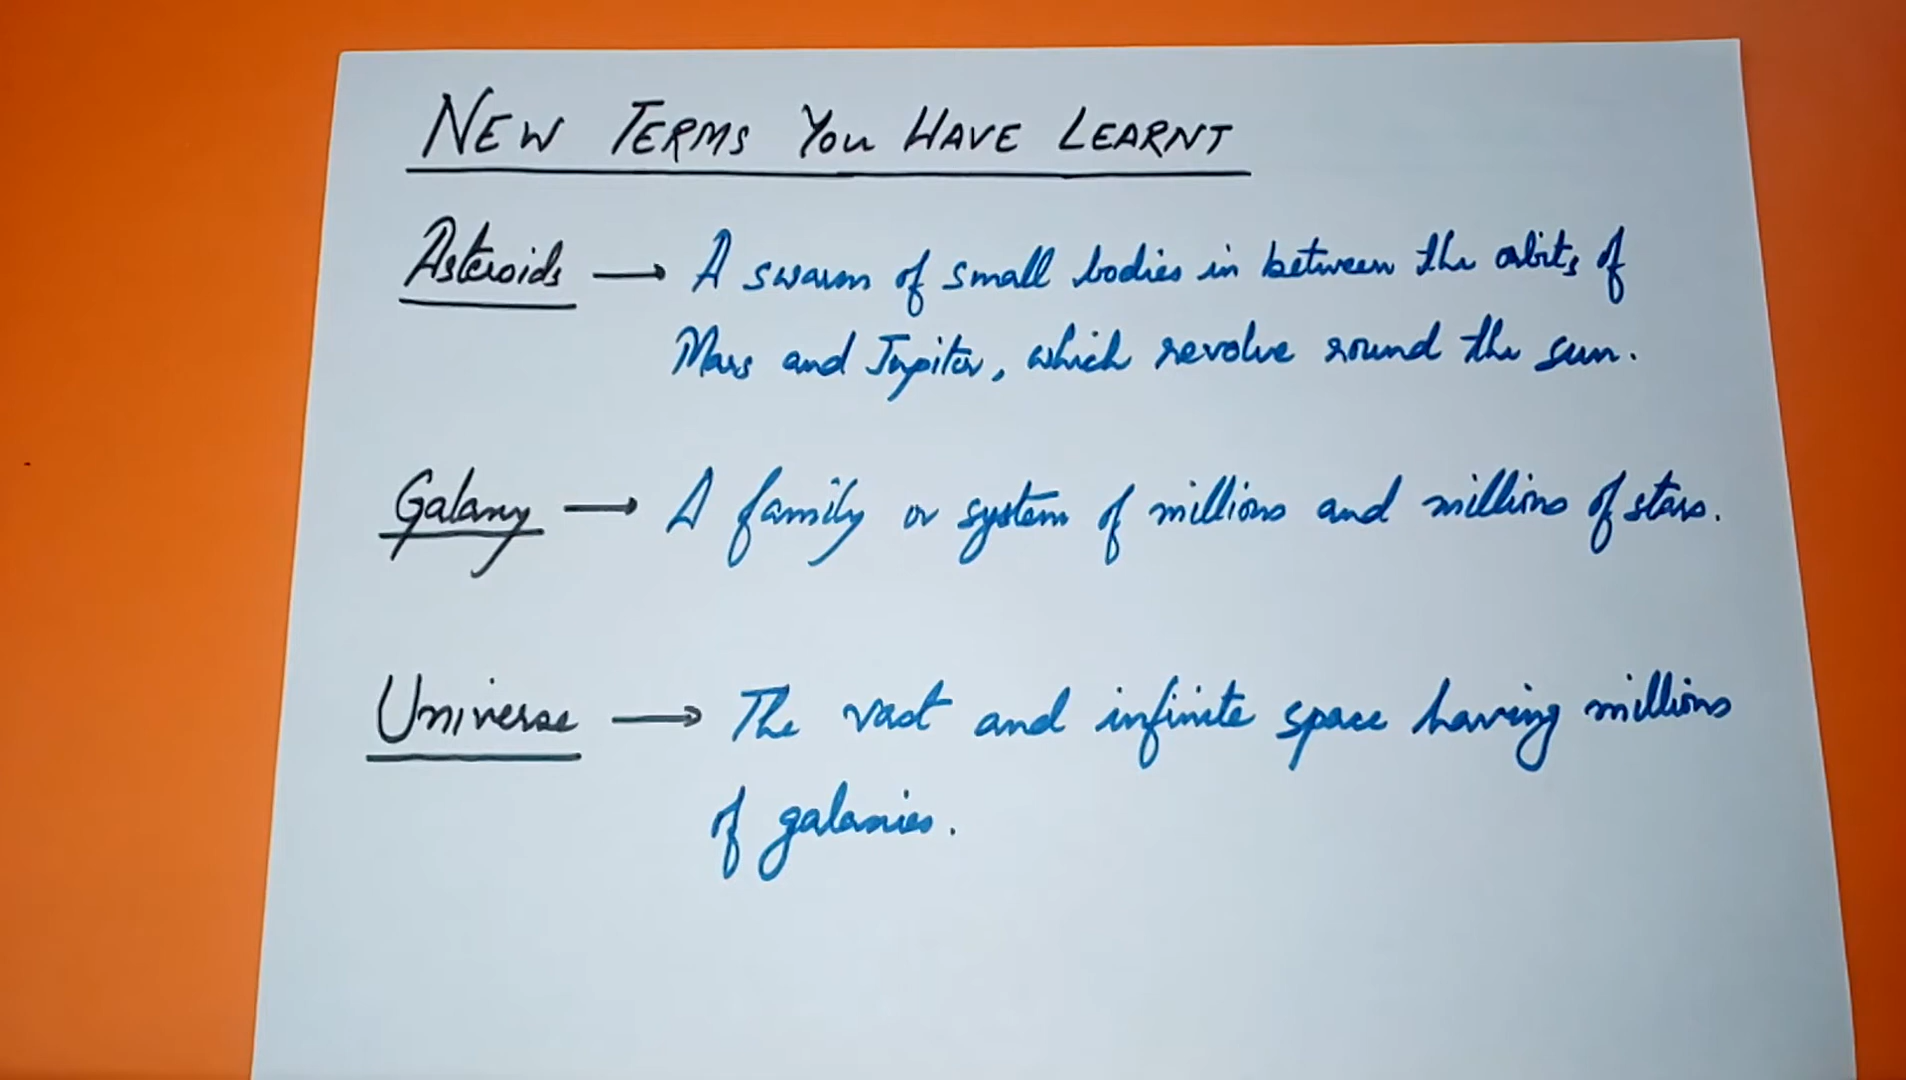 NEW TERMS YOU HAVE LEARNT
Asteroids → A swarm of small bodies in between the orbits of
Mars and Jupiter, which revolve round the sun.
Galaxy → A family or system of millions and millions of stars.
Universe → The vast and infinite space having millions
of galaxies.